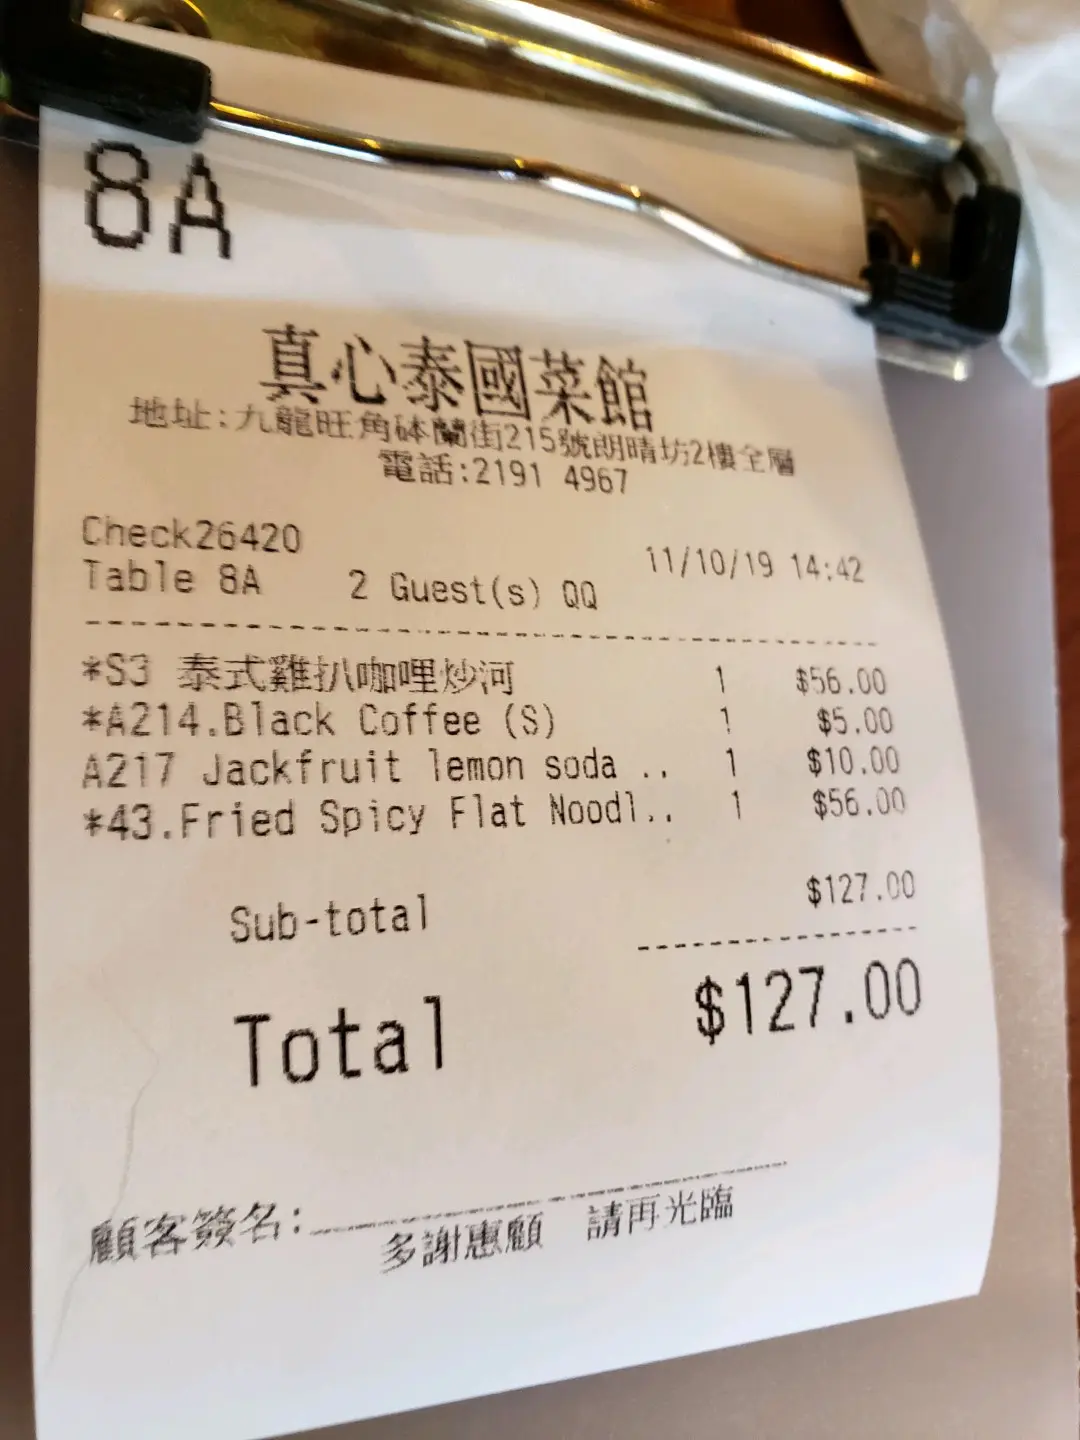 8A
真心泰國菜館
地址:九龍旺角砵蘭街215號朗晴坊2樓全層
電話:2191 4967
Check26420
11/10/19 14:42
Table 8A 2 Guest(s) QQ
*S3 泰式雞扒咖哩炒河 1 $56.00
*A214.Black Coffee (S) 1 $5.00
A217 Jackfruit lemon soda .. 1 $10.00
*43.Fried Spicy Flat Noodl.. 1 $56.00
Sub-total $127.00
Total $127.00
顧客簽名:
多謝惠顧 請再光臨